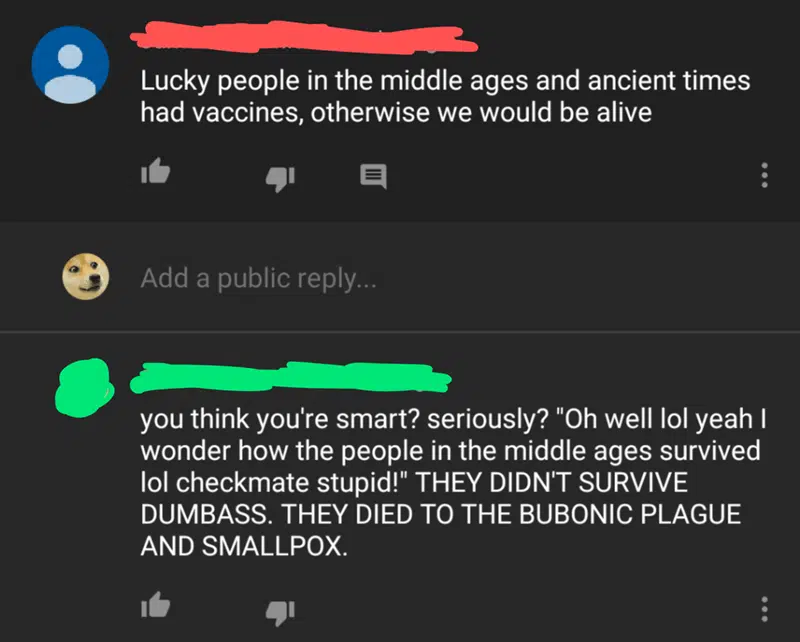 Lucky people in the middle ages and ancient times
had vaccines, otherwise we would be alive
Add a public reply...
you think you're smart? seriously? "Oh well lol yeah I
wonder how the people in the middle ages survived
lol checkmate stupid!" THEY DIDN'T SURVIVE
DUMBASS. THEY DIED TO THE BUBONIC PLAGUE
AND SMALLPOX.